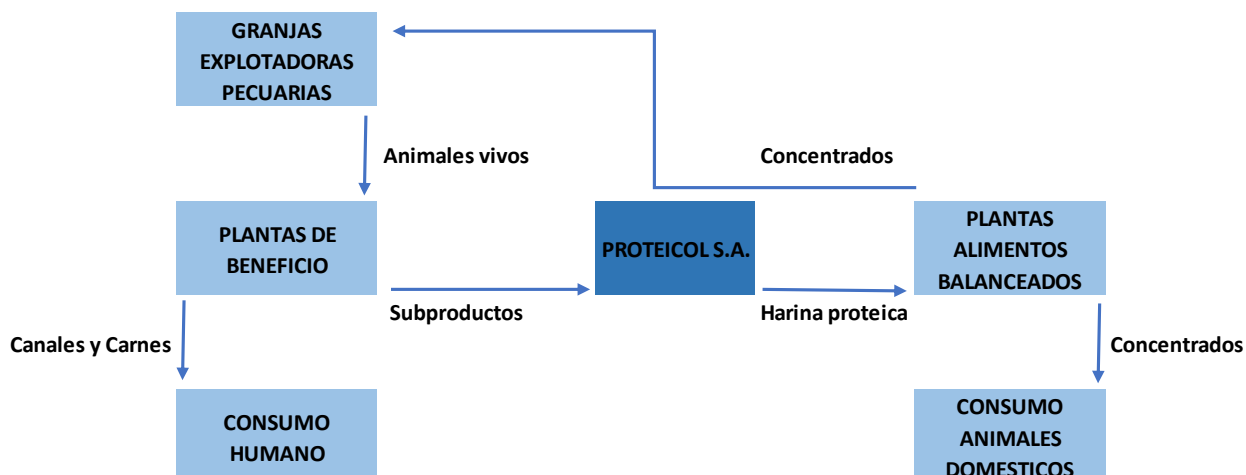 GRANJAS
EXPLOTADORAS
PECUARIAS
Animales vivos
Concentrados
PLANTAS DE
BENEFICIO
PROTEICOL S.A.
PLANTAS
ALIMENTOS
BALANCEADOS
Subproductos
Harina proteica
Canales y Carnes
Concentrados
CONSUMO
HUMANO
CONSUMO
ANIMALES
DOMESTICOS